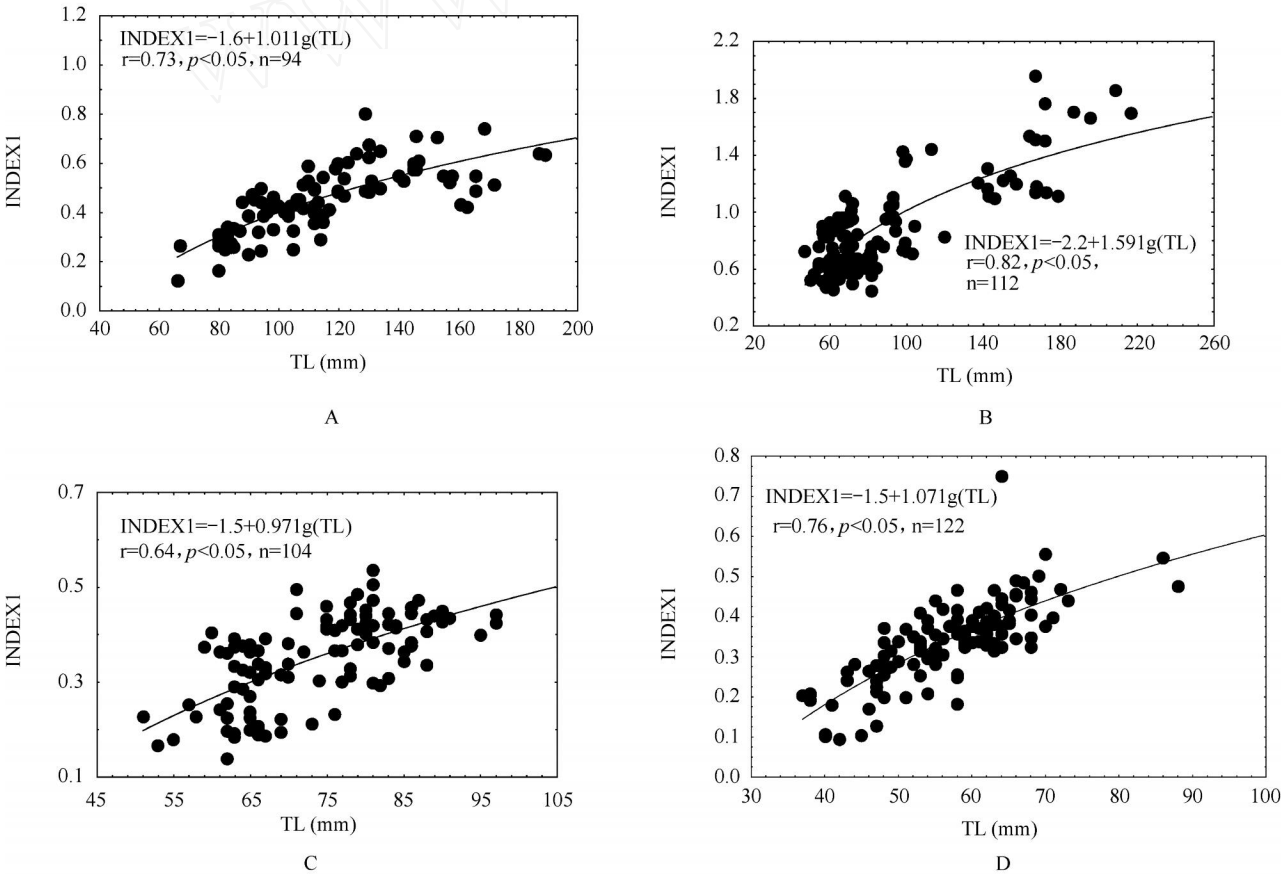 1.2
1.0
0.8
0.6
0.4
0.2
0.0
INDEX1
INDEX1=−1.6+1.011g(TL)
r=0.73, p<0.05, n=94
40 60 80 100 120 140 160 180 200
TL (mm)
A
2.2
1.8
1.4
1.0
0.6
0.2
INDEX1
INDEX1=−2.2+1.591g(TL)
r=0.82, p<0.05,
n=112
20 60 100 140 180 220 260
TL (mm)
B
0.7
0.5
0.3
0.1
INDEX1
INDEX1=−1.5+0.971g(TL)
r=0.64, p<0.05, n=104
45 55 65 75 85 95 105
TL (mm)
C
0.8
0.7
0.6
0.5
0.4
0.3
0.2
0.1
0.0
INDEX1
INDEX1=−1.5+1.071g(TL)
r=0.76, p<0.05, n=122
30 40 50 60 70 80 90 100
TL (mm)
D